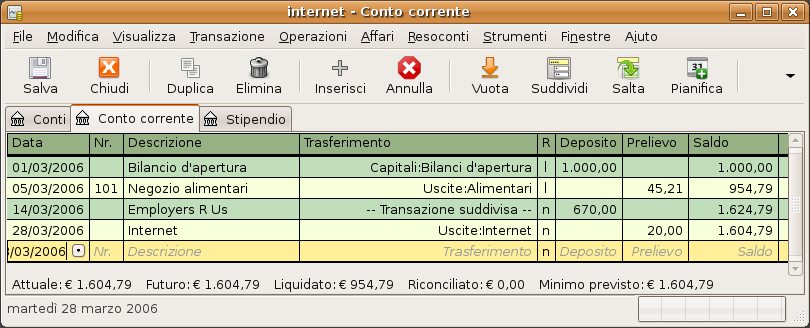 internet - Conto corrente
File Modifica Visualizza Transazione Operazioni Affari Resoconti Strumenti Finestre Aiuto
Salva Chiudi Duplica Elimina Inserisci Annulla Vuota Suddividi Salta Pianifica
Conti Conto corrente Stipendio
Data Nr. Descrizione Trasferimento R Deposito Prelievo Saldo
01/03/2006 Bilancio d'apertura Capitali:Bilanci d'apertura l 1.000,00 1.000,00
05/03/2006 101 Negozio alimentari Uscite:Alimentari l 45,21 954,79
14/03/2006 Employers R Us -- Transazione suddivisa -- n 670,00 1.624,79
28/03/2006 Internet Uscite:Internet n 20,00 1.604,79
/03/2006 Nr. Descrizione Trasferimento n Deposito Prelievo Saldo
Attuale: € 1.604,79 Futuro: € 1.604,79 Liquidato: € 954,79 Riconciliato: € 0,00 Minimo previsto: € 1.604,79
martedì 28 marzo 2006